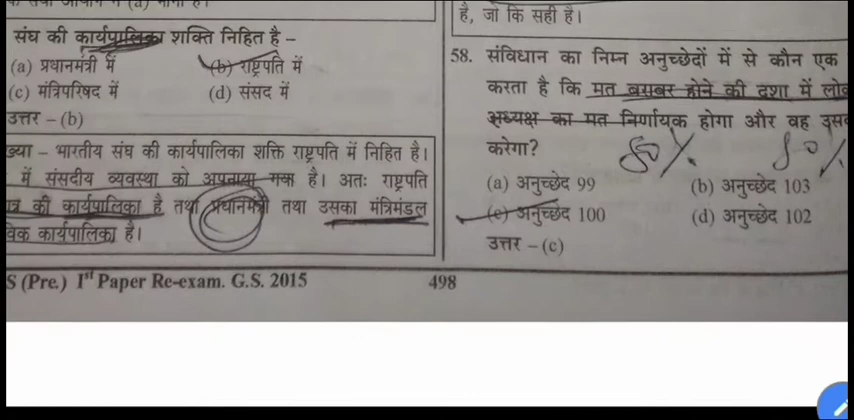 संघ की कार्यपालिका शक्ति निहित है –
(a) प्रधानमंत्री में (b) राष्ट्रपति में
(c) मंत्रिपरिषद में (d) संसद में
उत्तर – (b)
ख्या – भारतीय संघ की कार्यपालिका शक्ति राष्ट्रपति में निहित है।
में संसदीय व्यवस्था को अपनाया गया है। अतः राष्ट्रपति
की कार्यपालिका है तथा प्रधानमंत्री तथा उसका मंत्रिमंडल
विक कार्यपालिका है।
S (Pre.) Iˢᵗ Paper Re-exam. G.S. 2015
498
है, जो कि सही है।
58. संविधान का निम्न अनुच्छेदों में से कौन एक
करता है कि मत बराबर होने की दशा में लोक
अध्यक्ष का मत निर्णायक होगा और वह उस
करेगा?
80%. 80%
(a) अनुच्छेद 99 (b) अनुच्छेद 103
(c) अनुच्छेद 100 (d) अनुच्छेद 102
उत्तर – (c)